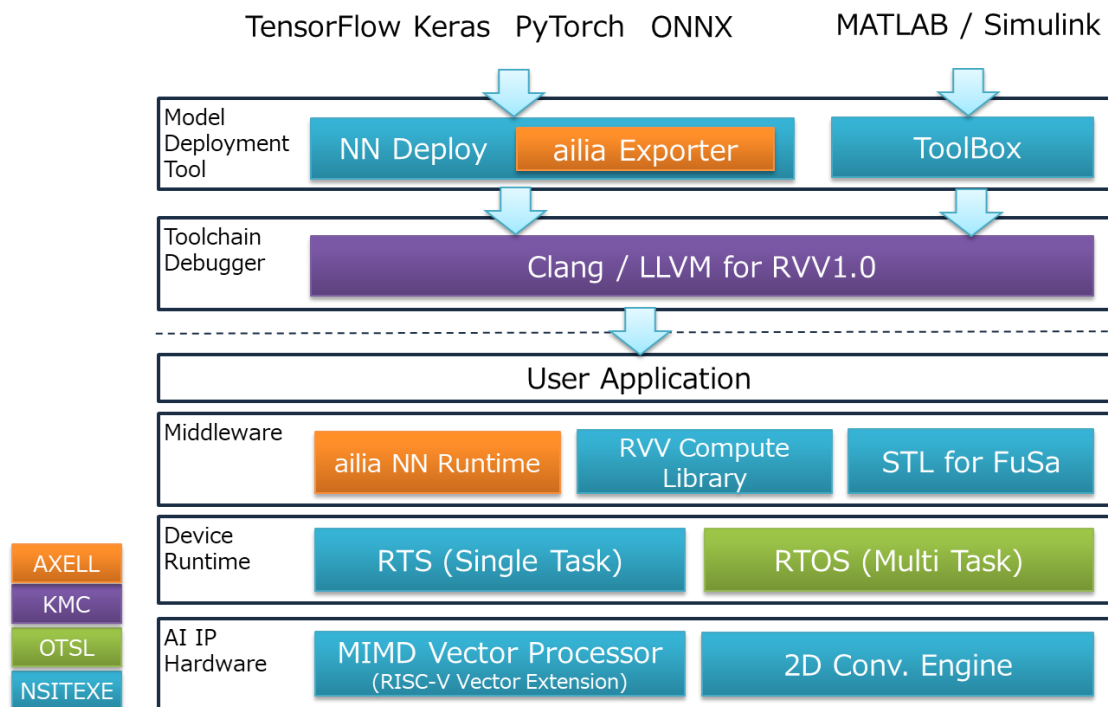 TensorFlow Keras PyTorch ONNX
MATLAB / Simulink
Model
Deployment
Tool
NN Deploy
ailia Exporter
ToolBox
Toolchain
Debugger
Clang / LLVM for RVV1.0
User Application
Middleware
ailia NN Runtime
RVV Compute
Library
STL for FuSa
Device
Runtime
RTS (Single Task)
RTOS (Multi Task)
AI IP
Hardware
MIMD Vector Processor
(RISC-V Vector Extension)
2D Conv. Engine
AXELL
KMC
OTSL
NSITEXE